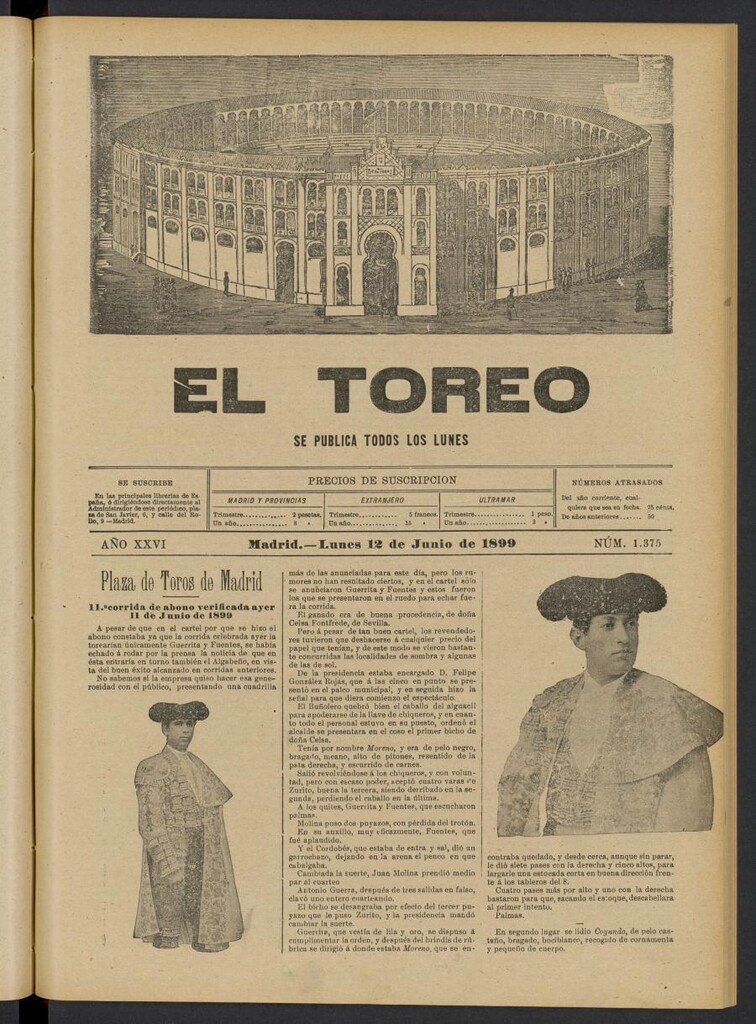 EL TOREO
SE PUBLICA TODOS LOS LUNES
SE SUSCRIBE
En las principales librerías de Es-
paña, ó dirigiéndose directamente al
Administrador de este periódico, pla-
za de San Javier, 6, y calle del Ro-
llo, 9 —Madrid.
PRECIOS DE SUSCRIPCION
MADRID Y PROVINCIAS
Trimestre............ 2 pesetas.
Un año................ 8 »
EXTRANJERO
Trimestre........... 5 francos.
Un año............... 15 »
ULTRAMAR
Trimestre.................. 1 peso.
Un año...................... 3 »
NÚMEROS ATRASADOS
Del año corriente, cual-
quiera que sea su fecha. 25 cénts.
De años anteriores...... 50
AÑO XXVI
Madrid.—Lunes 12 de Junio de 1899
NÚM. 1.375
Plaza de Toros de Madrid
11.ª corrida de abono verificada ayer
11 de Junio de 1899
A pesar de que en el cartel por que se hizo el
abono constaba ya que la corrida celebrada ayer la
torearían únicamente Guerrita y Fuentes, se había
echado á rodar por la prensa la noticia de que en
ésta entraría en turno también el Algabeño, en vis-
ta del buen éxito alcanzado en corridas anteriores.
No sabemos si la empresa quiso hacer esa gene-
rosidad con el público, presentando una cuadrilla
más de las anunciadas para este día, pero los ru-
mores no han resultado ciertos, y en el cartel sólo
se anunciaron Guerrita y Fuentes y estos fueron
los que se presentaron en el ruedo para echar fue-
ra la corrida.
El ganado era de buena procedencia, de doña
Celsa Fontfrède, de Sevilla.
Pero á pesar de tan buen cartel, los revendedo-
res tuvieron que deshacerse á cualquier precio del
papel que tenían, y de este modo se vieron bastan-
te concurridas las localidades de sombra y algunas
de las de sol.
De la presidencia estaba encargado D. Felipe
González Rojas, que á las cinco en punto se pre-
sentó en el palco municipal, y en seguida hizo la
señal para que diera comienzo el espectáculo.
El Buñolero quebró bien el caballo del alguacil
para apoderarse de la llave de chiqueros, y en cuan-
to todo el personal estuvo en su puesto, ordenó el
alcalde se presentara en el coso el primer bicho de
doña Celsa.
Tenía por nombre Moreno, y era de pelo negro,
bragado, meano, alto de pitones, resentido de la
pata derecha, y escurrido de carnes.
Salió revolviéndose á los chiqueros, y con volun-
tad, pero con escaso poder, aceptó cuatro varas de
Zurito, buena la tercera, siendo derribado en la se-
gunda, perdiendo el caballo en la última.
A los quites, Guerrita y Fuentes, que escucharon
palmas.
Molina puso dos puyazos, con pérdida del trotón.
En su auxilio, muy eficazmente, Fuentes, que
fué aplaudido.
Y el Cordobés, que estaba de entra y sal, dió un
garrochazo, dejando en la arena el penco en que
cabalgaba.
Cambiada la suerte, Juan Molina prendió medio
par al cuarteo
Antonio Guerra, después de tres salidas en falso,
clavó uno entero cuarteando.
El bicho se desangraba por efecto del tercer pu-
yazo que le puso Zurito, y la presidencia mandó
cambiar la suerte.
Guerrita, que vestía de lila y oro, se dispuso á
cumplimentar la orden, y después del brindis de rú-
brica se dirigió á donde estaba Moreno, que se en-
contraba quedado, y desde cerca, aunque sin parar,
le dió siete pases con la derecha y cinco altos, para
largarle una estocada corta en buena dirección fren-
te á los tableros del 8.
Cuatro pases más por alto y uno con la derecha
bastaron para que, sacando el estoque, descabellara
al primer intento.
Palmas.
—
En segundo lugar se lidió Cogundo, de pelo cas-
taño, bragado, bociblanco, recogido de cornamenta
y pequeño de cuerpo.